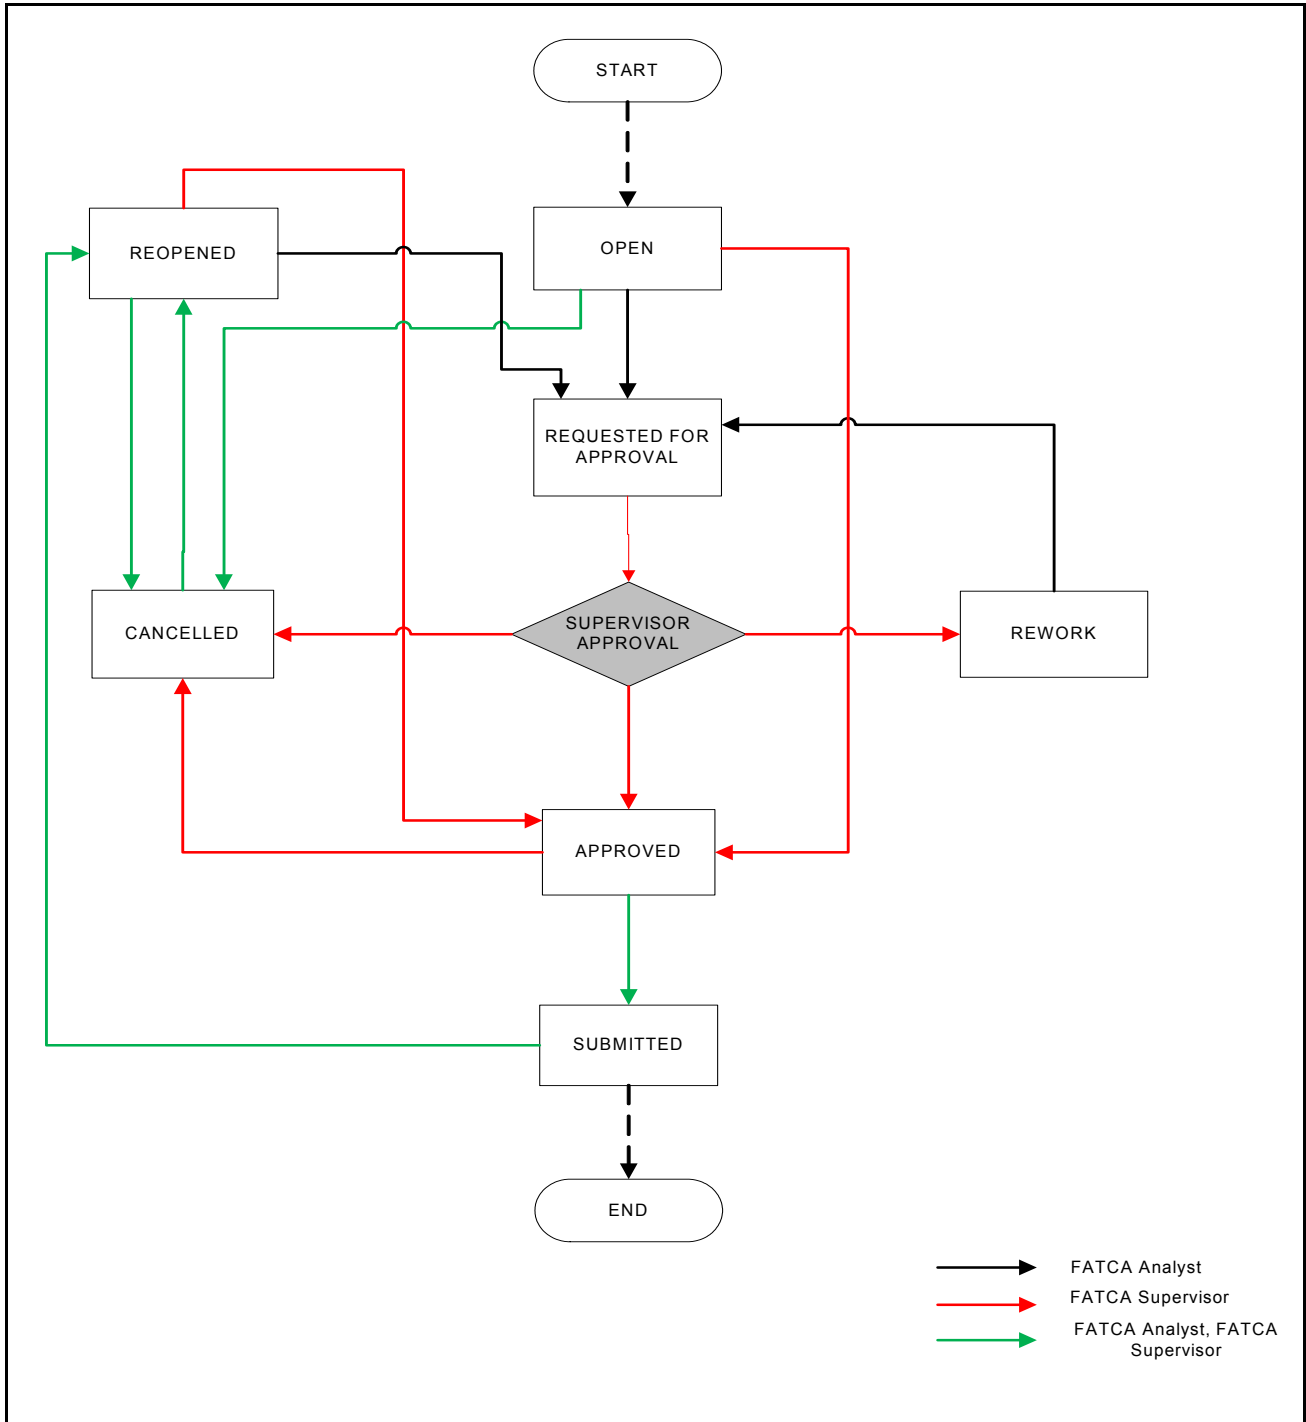 START
REOPENED
OPEN
REQUESTED FOR
APPROVAL
CANCELLED
SUPERVISOR
APPROVAL
REWORK
APPROVED
SUBMITTED
END
FATCA Analyst
FATCA Supervisor
FATCA Analyst, FATCA
Supervisor